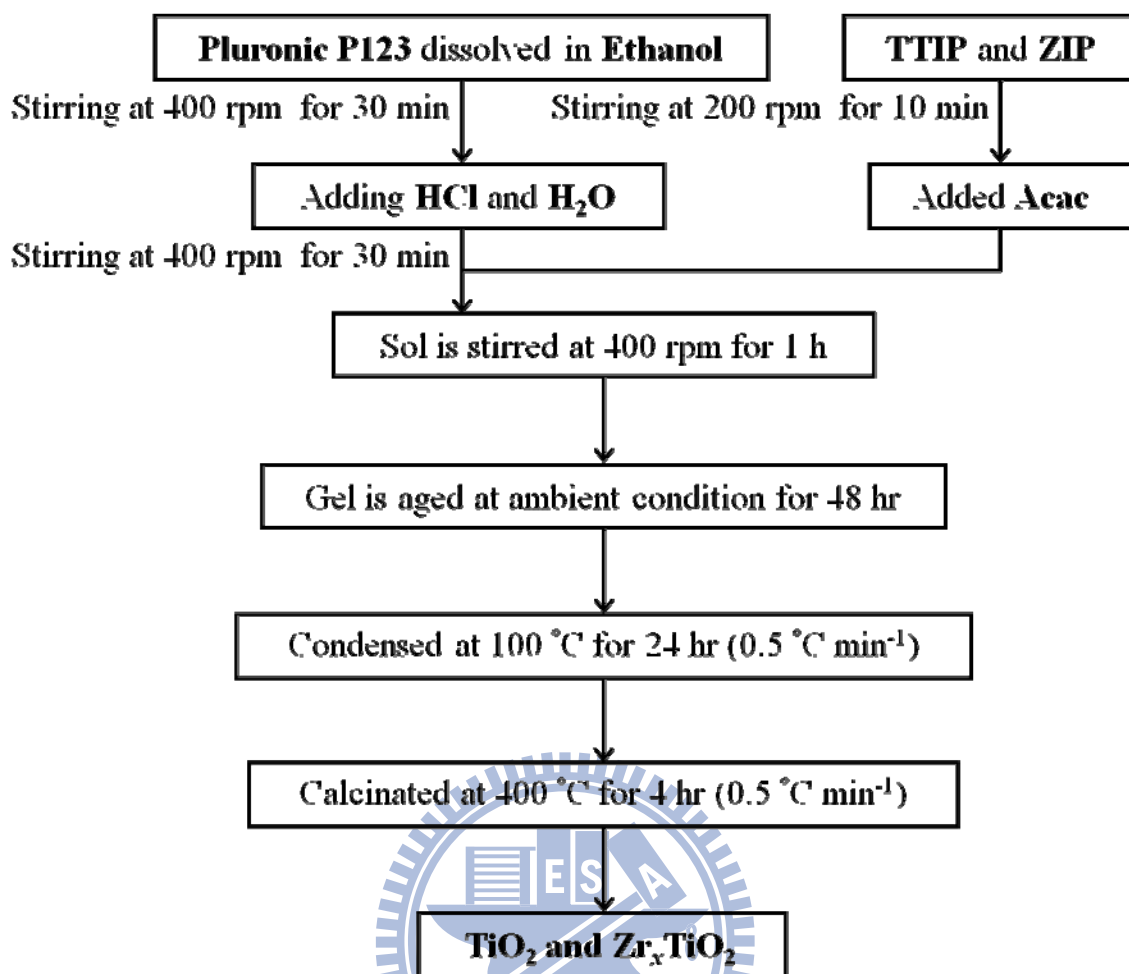 Pluronic P123 dissolved in Ethanol
TTIP and ZIP
Stirring at 400 rpm for 30 min
Stirring at 200 rpm for 10 min
Adding HCl and H₂O
Added Acac
Stirring at 400 rpm for 30 min
Sol is stirred at 400 rpm for 1 h
Gel is aged at ambient condition for 48 hr
Condensed at 100 °C for 24 hr (0.5 °C min⁻¹)
Calcinated at 400 °C for 4 hr (0.5 °C min⁻¹)
E S A
TiO₂ and ZrₓTiO₂